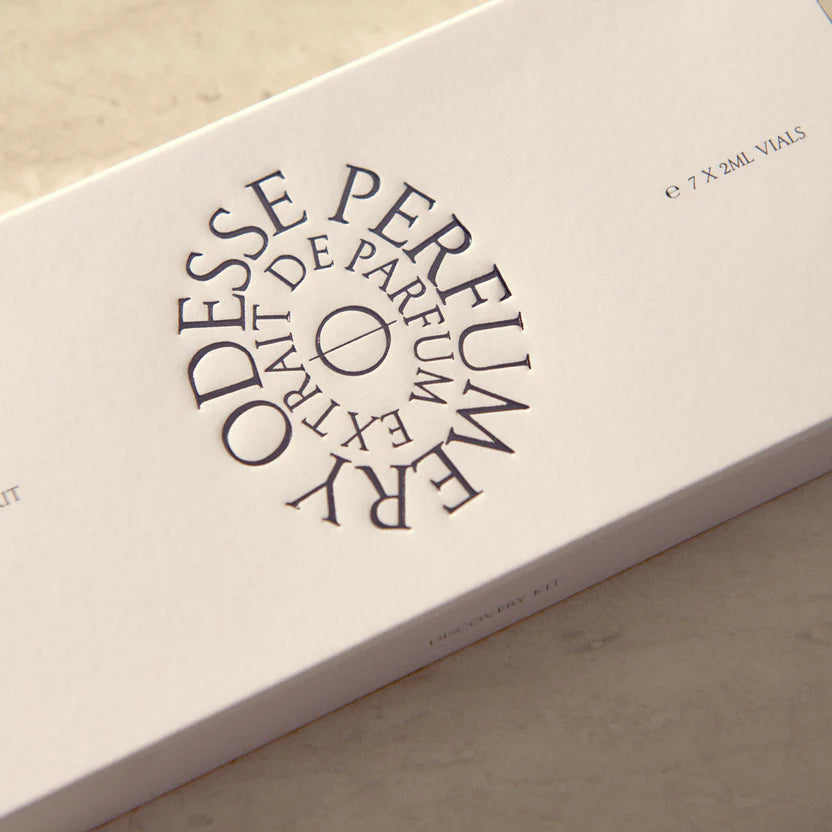 ODESSE PERFUMERY
EXTRAIT DE PARFUM
℮ 7 X 2ML VIALS
DISCOVERY KIT